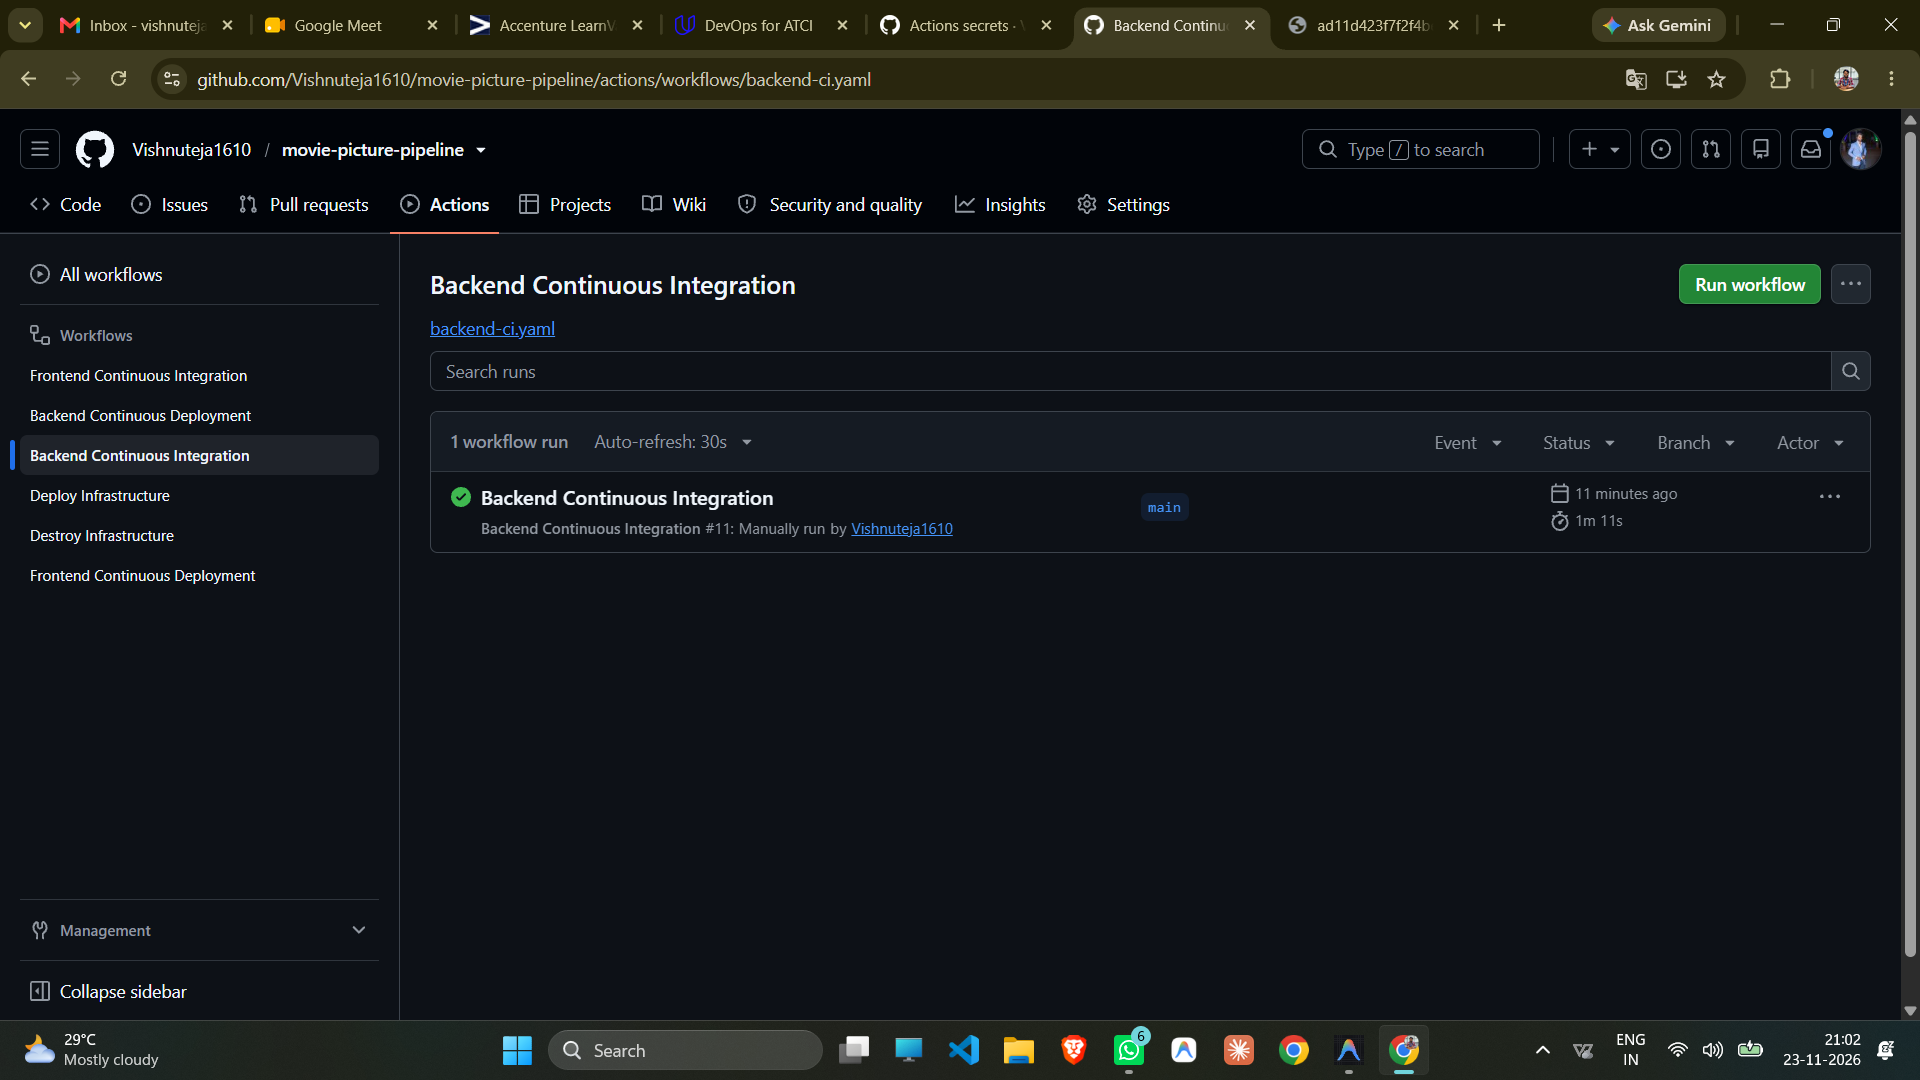 Inbox - vishnuteja
Google Meet
Accenture LearnV
DevOps for ATCI
Actions secrets · V
Backend Continu
ad11d423f7f2f4b
Ask Gemini
github.com/Vishnuteja1610/movie-picture-pipeline/actions/workflows/backend-ci.yaml
Vishnuteja1610 / movie-picture-pipeline
Type / to search
Code
Issues
Pull requests
Actions
Projects
Wiki
Security and quality
Insights
Settings
All workflows
Workflows
Frontend Continuous Integration
Backend Continuous Deployment
Backend Continuous Integration
Deploy Infrastructure
Destroy Infrastructure
Frontend Continuous Deployment
Management
Collapse sidebar
Backend Continuous Integration
Run workflow
backend-ci.yaml
Search runs
1 workflow run
Auto-refresh: 30s
Event
Status
Branch
Actor
Backend Continuous Integration
Backend Continuous Integration #11: Manually run by Vishnuteja1610
main
11 minutes ago
1m 11s
29°C
Mostly cloudy
Search
6
ENG
IN
21:02
23-11-2026